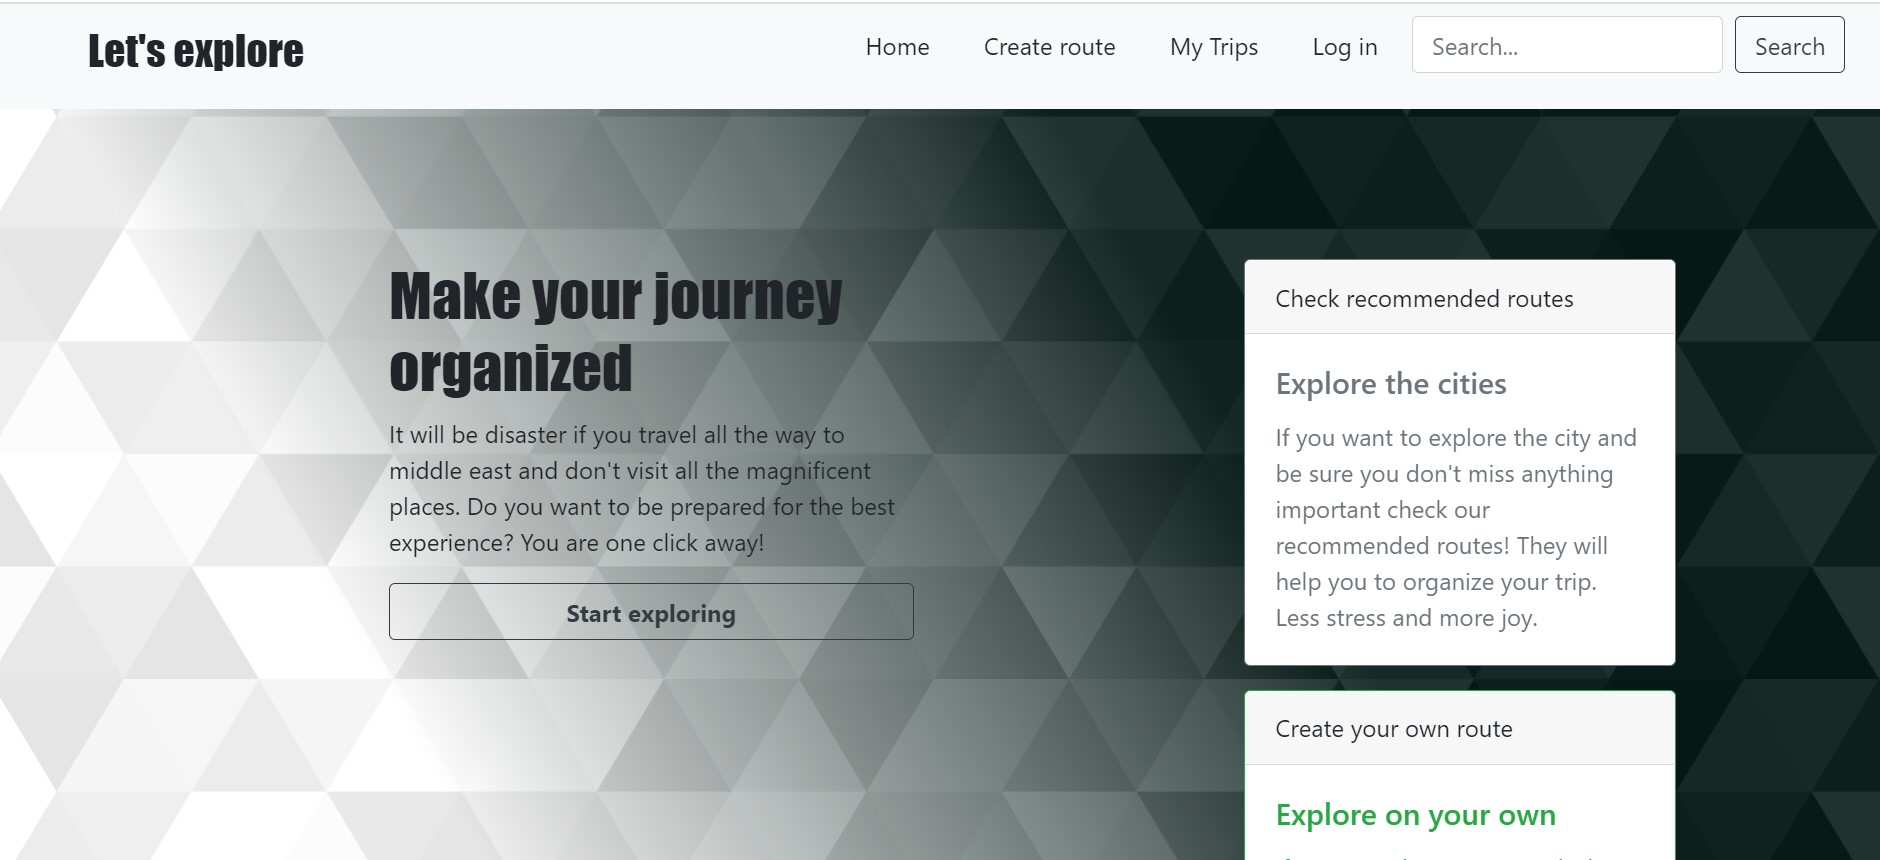 Let's explore
Home
Create route
My Trips
Log in
Search...
Search
Make your journey
organized
It will be disaster if you travel all the way to
middle east and don't visit all the magnificent
places. Do you want to be prepared for the best
experience? You are one click away!
Start exploring
Check recommended routes
Explore the cities
If you want to explore the city and
be sure you don't miss anything
important check our
recommended routes! They will
help you to organize your trip.
Less stress and more joy.
Create your own route
Explore on your own